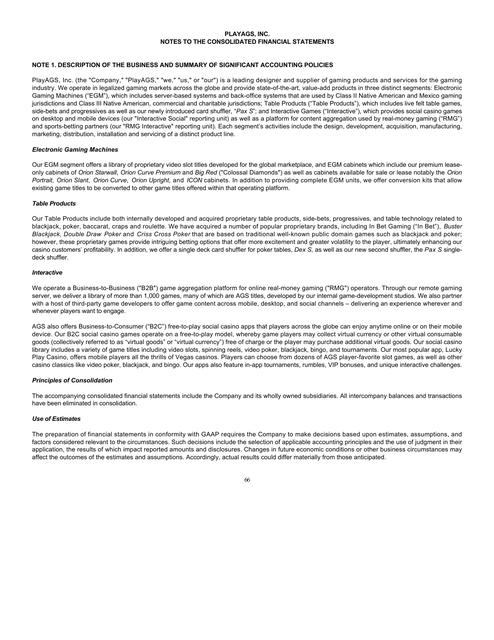 PLAYAGS, INC.
NOTES TO THE CONSOLIDATED FINANCIAL STATEMENTS
NOTE 1. DESCRIPTION OF THE BUSINESS AND SUMMARY OF SIGNIFICANT ACCOUNTING POLICIES
PlayAGS, Inc. (the "Company," "PlayAGS," "we," "us," or "our") is a leading designer and supplier of gaming products and services for the gaming
industry. We operate in legalized gaming markets across the globe and provide state-of-the-art, value-add products in three distinct segments: Electronic
Gaming Machines ("EGM"), which includes server-based systems and back-office systems that are used by Class II Native American and Mexico gaming
jurisdictions and Class III Native American, commercial and charitable jurisdictions; Table Products ("Table Products"), which includes live felt table games,
side-bets and progressives as well as our newly introduced card shuffler, "Pax S"; and Interactive Games ("Interactive"), which provides social casino games
on desktop and mobile devices (our "Interactive Social" reporting unit) as well as a platform for content aggregation used by real-money gaming ("RMG")
and sports-betting partners (our "RMG Interactive" reporting unit). Each segment's activities include the design, development, acquisition, manufacturing,
marketing, distribution, installation and servicing of a distinct product line.
Electronic Gaming Machines
Our EGM segment offers a library of proprietary video slot titles developed for the global marketplace, and EGM cabinets which include our premium lease-
only cabinets of Orion Starwall, Orion Curve Premium and Big Red ("Colossal Diamonds") as well as cabinets available for sale or lease notably the Orion
Portrait, Orion Slant, Orion Curve, Orion Upright, and ICON cabinets. In addition to providing complete EGM units, we offer conversion kits that allow
existing game titles to be converted to other game titles offered within that operating platform.
Table Products
Our Table Products include both internally developed and acquired proprietary table products, side-bets, progressives, and table technology related to
blackjack, poker, baccarat, craps and roulette. We have acquired a number of popular proprietary brands, including In Bet Gaming ("In Bet"), Buster
Blackjack, Double Draw Poker and Criss Cross Poker that are based on traditional well-known public domain games such as blackjack and poker;
however, these proprietary games provide intriguing betting options that offer more excitement and greater volatility to the player, ultimately enhancing our
casino customers' profitability. In addition, we offer a single deck card shuffler for poker tables, Dex S, as well as our new second shuffler, the Pax S single-
deck shuffler.
Interactive
We operate a Business-to-Business ("B2B") game aggregation platform for online real-money gaming ("RMG") operators. Through our remote gaming
server, we deliver a library of more than 1,000 games, many of which are AGS titles, developed by our internal game-development studios. We also partner
with a host of third-party game developers to offer game content across mobile, desktop, and social channels – delivering an experience wherever and
whenever players want to engage.
AGS also offers Business-to-Consumer ("B2C") free-to-play social casino apps that players across the globe can enjoy anytime online or on their mobile
device. Our B2C social casino games operate on a free-to-play model, whereby game players may collect virtual currency or other virtual consumable
goods (collectively referred to as "virtual goods" or "virtual currency") free of charge or the player may purchase additional virtual goods. Our social casino
library includes a variety of game titles including video slots, spinning reels, video poker, blackjack, bingo, and tournaments. Our most popular app, Lucky
Play Casino, offers mobile players all the thrills of Vegas casinos. Players can choose from dozens of AGS player-favorite slot games, as well as other
casino classics like video poker, blackjack, and bingo. Our apps also feature in-app tournaments, rumbles, VIP bonuses, and unique interactive challenges.
Principles of Consolidation
The accompanying consolidated financial statements include the Company and its wholly owned subsidiaries. All intercompany balances and transactions
have been eliminated in consolidation.
Use of Estimates
The preparation of financial statements in conformity with GAAP requires the Company to make decisions based upon estimates, assumptions, and
factors considered relevant to the circumstances. Such decisions include the selection of applicable accounting principles and the use of judgment in their
application, the results of which impact reported amounts and disclosures. Changes in future economic conditions or other business circumstances may
affect the outcomes of the estimates and assumptions. Accordingly, actual results could differ materially from those anticipated.
66